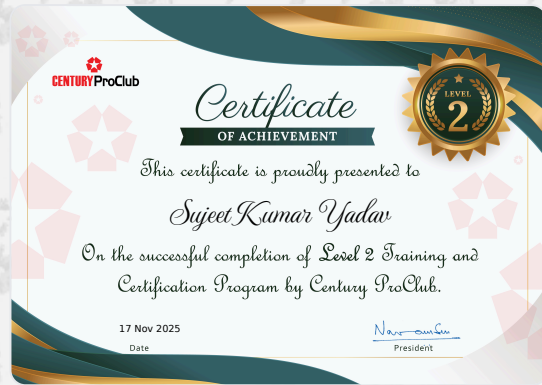 CENTURY ProClub
Certificate
OF ACHIEVEMENT
LEVEL
2
This certificate is proudly presented to
Sujeet Kumar Yadav
On the successful completion of Level 2 Training and
Certification Program by Century ProClub.
17 Nov 2025
Date
President